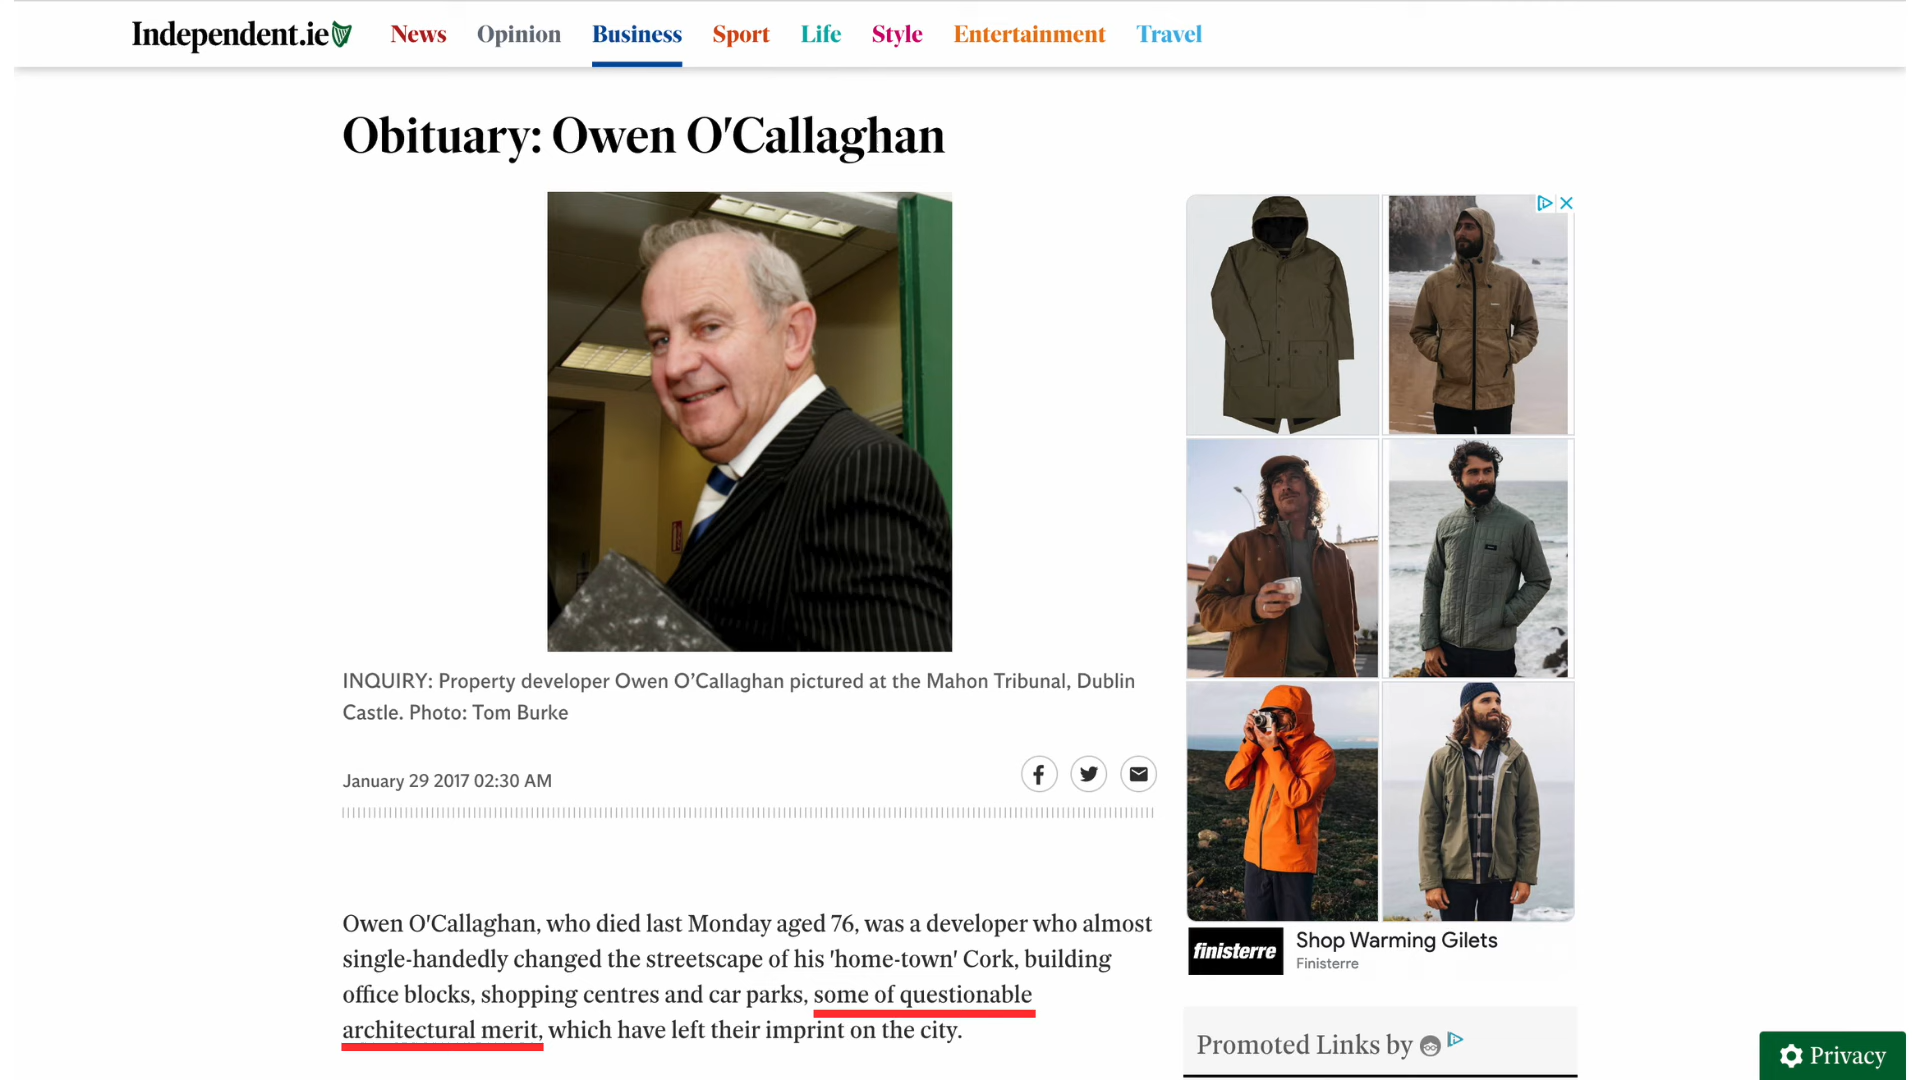 Independent.ie
News Opinion Business Sport Life Style Entertainment Travel
Obituary: Owen O'Callaghan
INQUIRY: Property developer Owen O’Callaghan pictured at the Mahon Tribunal, Dublin
Castle. Photo: Tom Burke
January 29 2017 02:30 AM
Owen O'Callaghan, who died last Monday aged 76, was a developer who almost
single-handedly changed the streetscape of his 'home-town' Cork, building
office blocks, shopping centres and car parks, some of questionable
architectural merit, which have left their imprint on the city.
finisterre
Shop Warming Gilets
Finisterre
Promoted Links by
Privacy